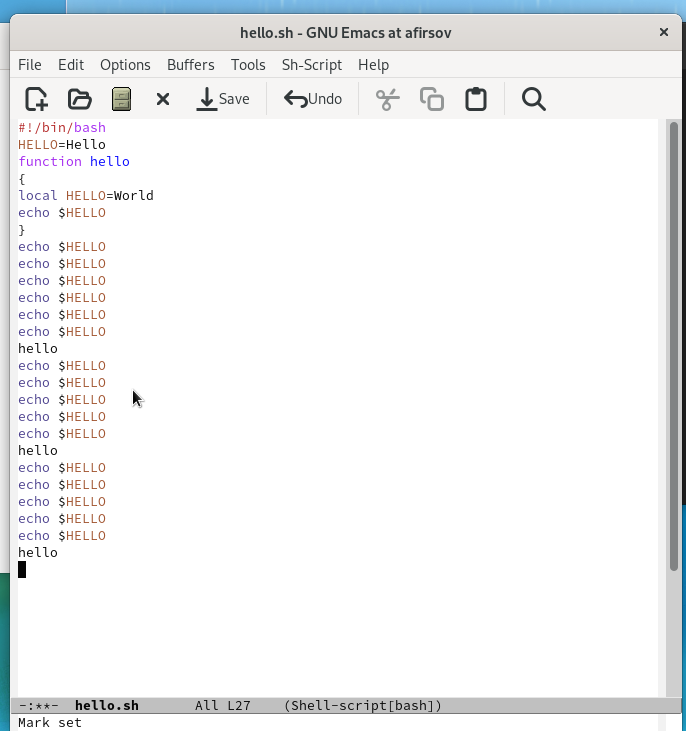 hello.sh - GNU Emacs at afirsov
File Edit Options Buffers Tools Sh-Script Help
Save Undo
#!/bin/bash
HELLO=Hello
function hello
{
local HELLO=World
echo $HELLO
}
echo $HELLO
echo $HELLO
echo $HELLO
echo $HELLO
echo $HELLO
echo $HELLO
hello
echo $HELLO
echo $HELLO
echo $HELLO
echo $HELLO
echo $HELLO
hello
echo $HELLO
echo $HELLO
echo $HELLO
echo $HELLO
echo $HELLO
hello
-:**- hello.sh All L27 (Shell-script[bash])
Mark set